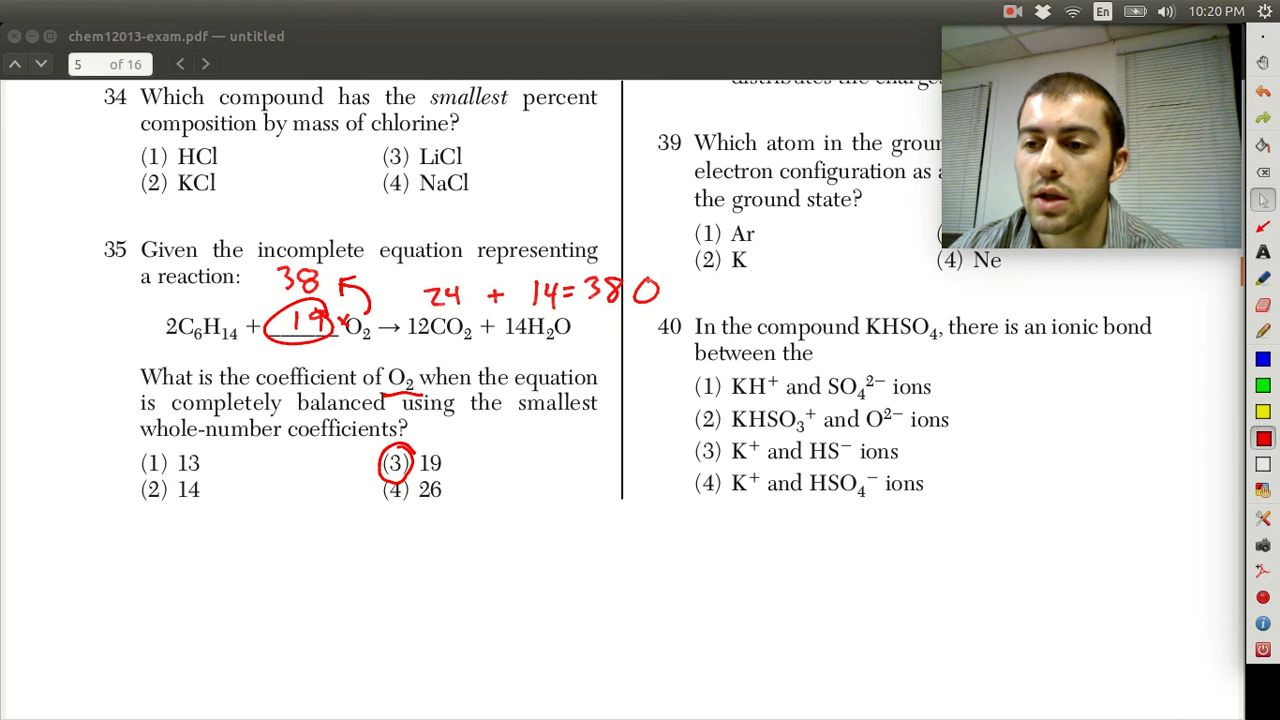 En 10:20 PM
chem12013-exam.pdf — untitled
5 of 16
34 Which compound has the smallest percent
composition by mass of chlorine?
(1) HCl (3) LiCl
(2) KCl (4) NaCl
35 Given the incomplete equation representing
a reaction:
38
24 + 14=38 O
2C₆H₁₄ + ______ O₂ → 12CO₂ + 14H₂O
19 x
What is the coefficient of O₂ when the equation
is completely balanced using the smallest
whole-number coefficients?
(1) 13 (3) 19
(2) 14 (4) 26
distributes the charges
39 Which atom in the groun
electron configuration as a
the ground state?
(1) Ar
(2) K (4) Ne
40 In the compound KHSO₄, there is an ionic bond
between the
(1) KH⁺ and SO₄²⁻ ions
(2) KHSO₃⁺ and O²⁻ ions
(3) K⁺ and HS⁻ ions
(4) K⁺ and HSO₄⁻ ions
A